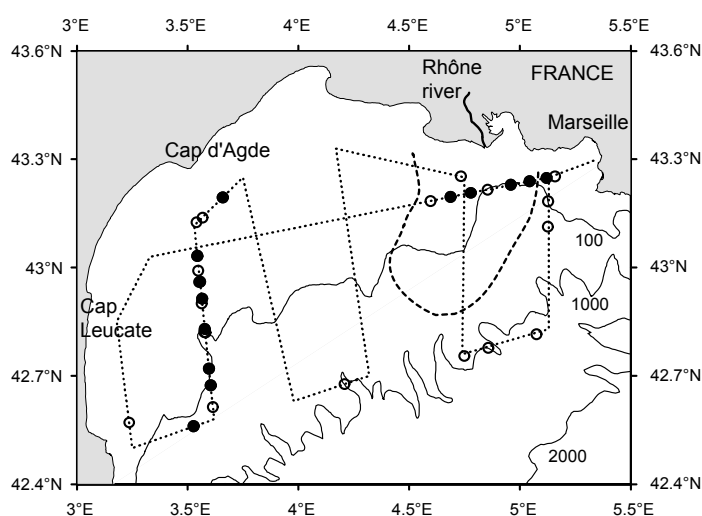 3°E 3.5°E 4°E 4.5°E 5°E 5.5°E
43.6°N 43.6°N
Rhône
river
FRANCE
Marseille
Cap d'Agde
43.3°N 43.3°N
100
43°N 43°N
1000
Cap
Leucate
42.7°N 42.7°N
2000
42.4°N 42.4°N
3°E 3.5°E 4°E 4.5°E 5°E 5.5°E